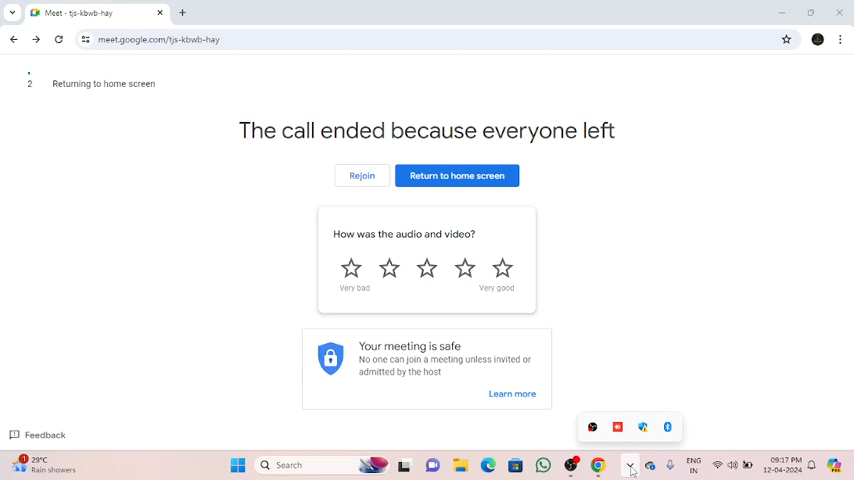 Meet - tjs-kbwb-hay
meet.google.com/tjs-kbwb-hay
2 Returning to home screen
The call ended because everyone left
Rejoin Return to home screen
How was the audio and video?
Very bad Very good
Your meeting is safe
No one can join a meeting unless invited or
admitted by the host
Learn more
Feedback
1 29°C
Rain showers
Search
ENG
IN
09:17 PM
12-04-2024